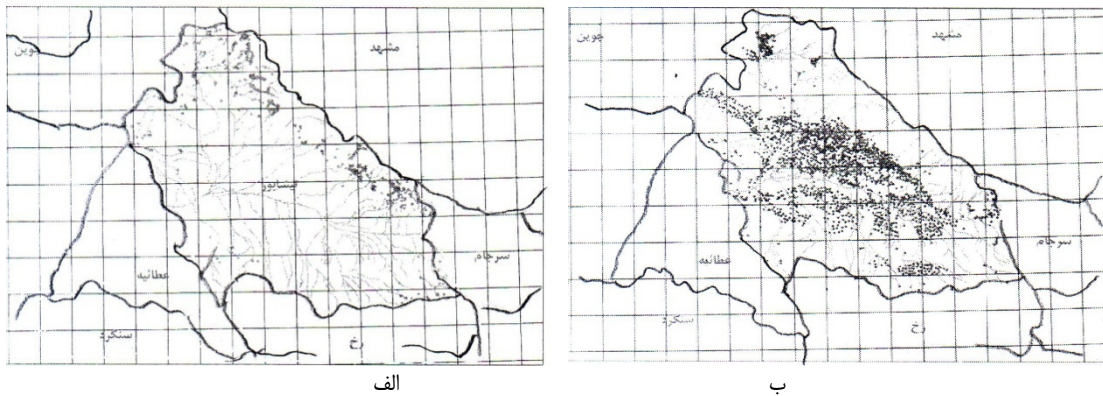 جوین
مشهد
نیشابور
سرجام
عطائیه
سنکرد
رخ
الف
جوین
مشهد
سرجام
عطائیه
سنکرد
رخ
ب